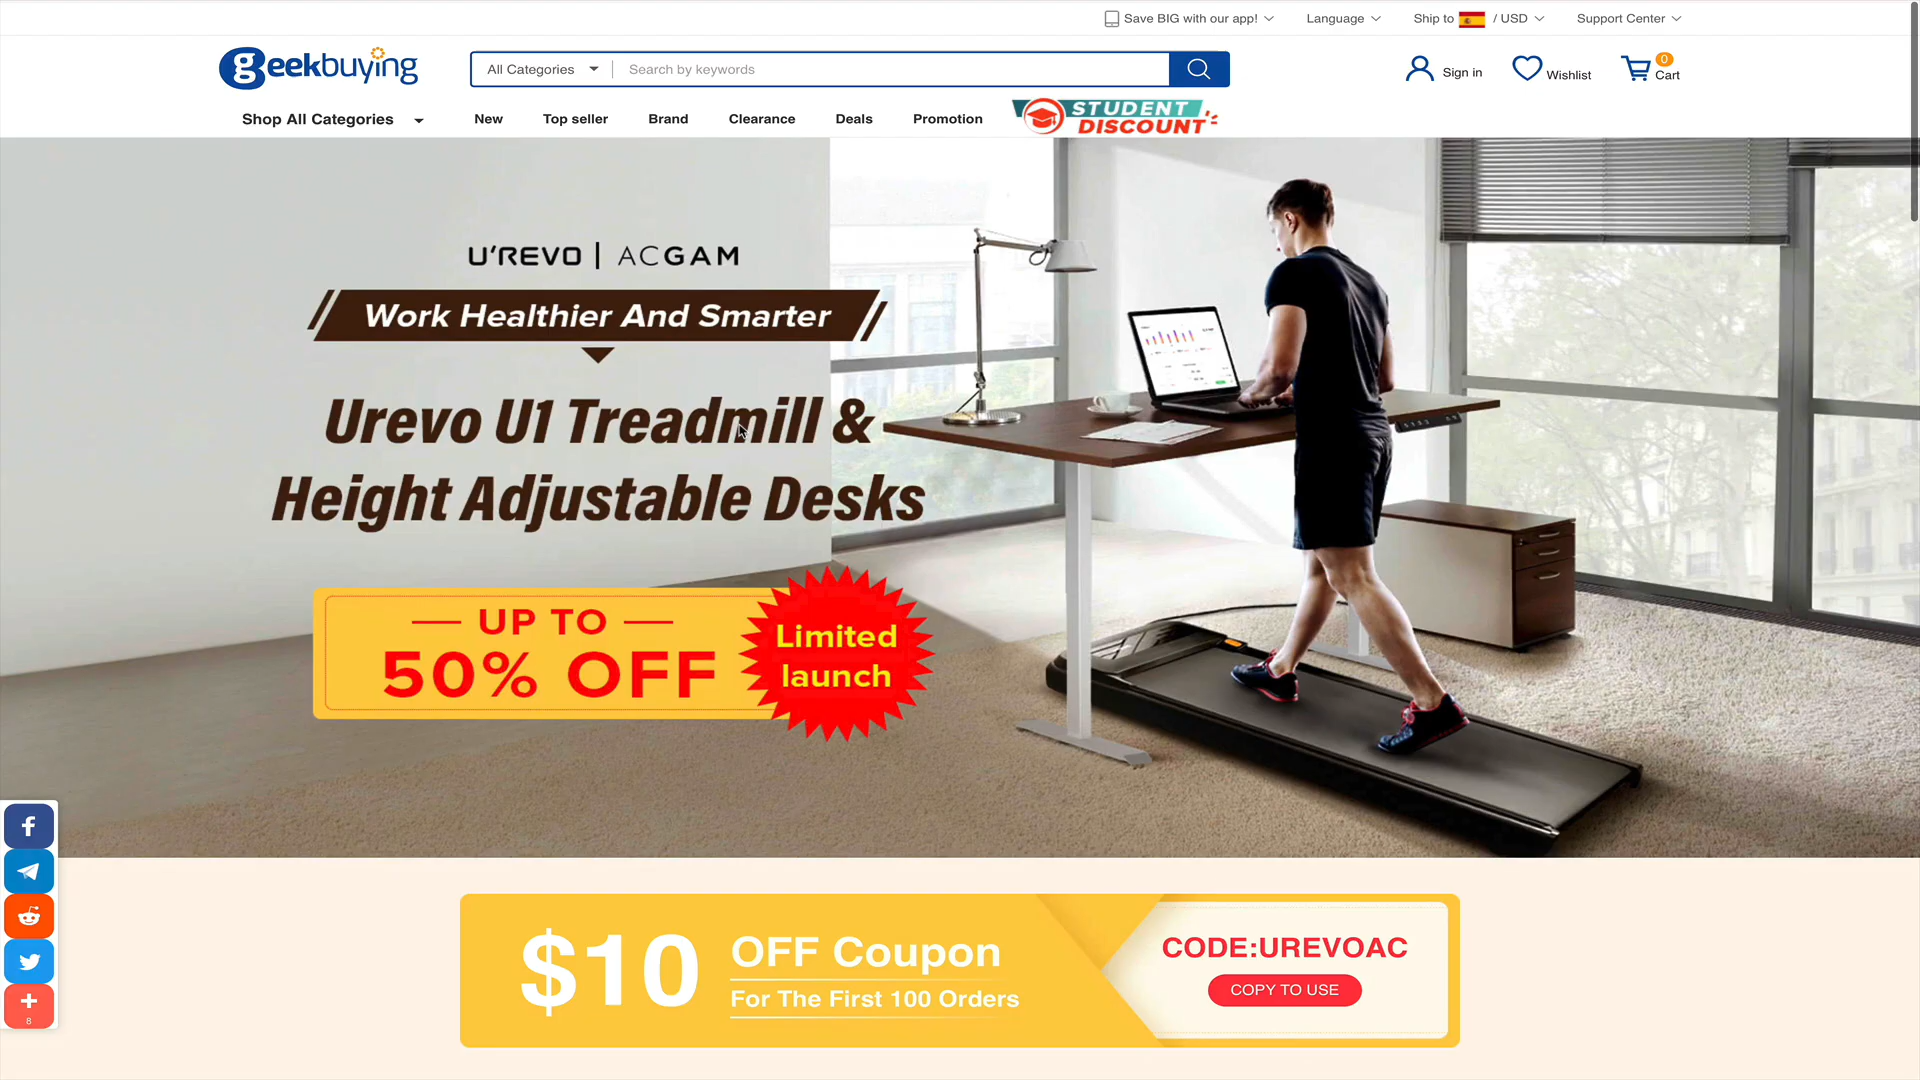 Save BIG with our app!
Language
Ship to / USD
Support Center
geekbuying
All Categories
Search by keywords
Sign in
Wishlist
0
Cart
Shop All Categories
New
Top seller
Brand
Clearance
Deals
Promotion
STUDENT
DISCOUNT
U'REVO | ACGAM
Work Healthier And Smarter
Urevo U1 Treadmill &
Height Adjustable Desks
UP TO
50% OFF
Limited
launch
$10
OFF Coupon
For The First 100 Orders
CODE:UREVOAC
COPY TO USE
8